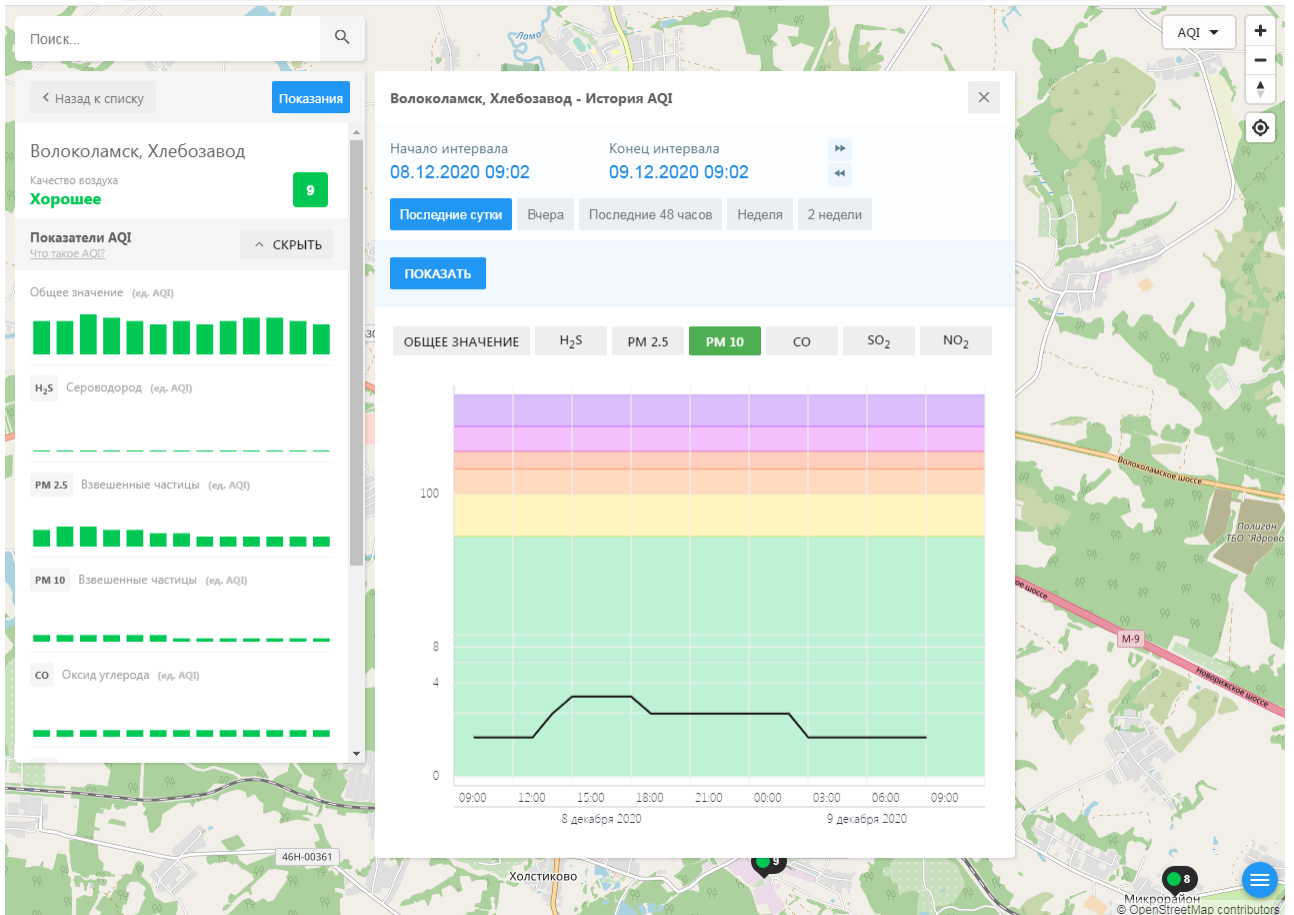 Поиск...
Ломо
AQI
Назад к списку
Показания
Волоколамск, Хлебозавод - История AQI
Волоколамск, Хлебозавод
Качество воздуха
Хорошее
9
Начало интервала
Конец интервала
08.12.2020 09:02
09.12.2020 09:02
Последние сутки
Вчера
Последние 48 часов
Неделя
2 недели
Показатели AQI
Что такое AQI?
СКРЫТЬ
ПОКАЗАТЬ
Общее значение (ед. AQI)
H2S Сероводород (ед. AQI)
PM 2.5 Взвешенные частицы (ед. AQI)
PM 10 Взвешенные частицы (ед. AQI)
CO Оксид углерода (ед. AQI)
ОБЩЕЕ ЗНАЧЕНИЕ
H2S
PM 2.5
PM 10
CO
SO2
NO2
100
8
4
0
09:00 12:00 15:00 18:00 21:00 00:00 03:00 06:00 09:00
8 декабря 2020
9 декабря 2020
Волоколамское шоссе
Полигон
ТБО "Ядрово
ое шоссе
М-9
Новорижское шоссе
46Н-00361
Холстиково
9
8
Микрорайон
© OpenStreetMap contributors